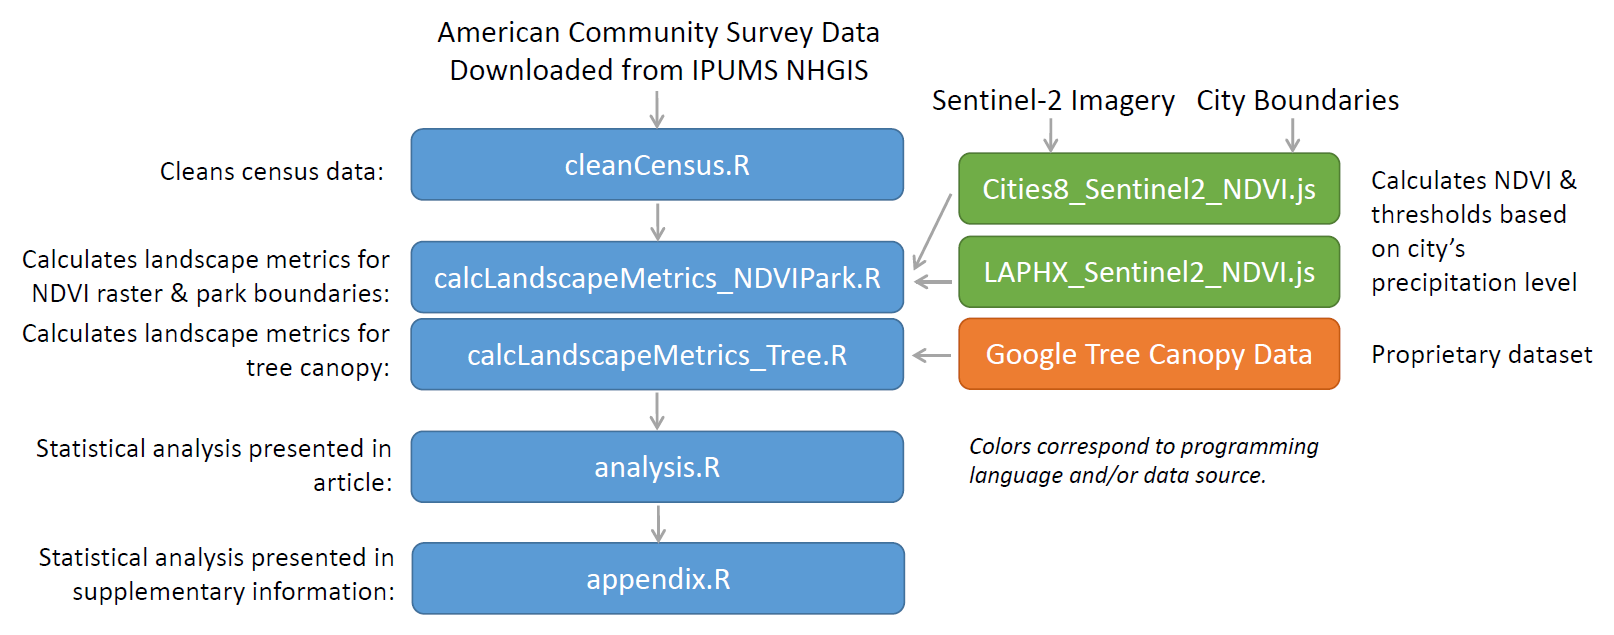 American Community Survey Data
Downloaded from IPUMS NHGIS
Sentinel-2 Imagery
City Boundaries
Cleans census data:
cleanCensus.R
Cities8_Sentinel2_NDVI.js
Calculates NDVI &
thresholds based
on city’s
precipitation level
Calculates landscape metrics for
NDVI raster & park boundaries:
calcLandscapeMetrics_NDVIPark.R
LAPHX_Sentinel2_NDVI.js
Calculates landscape metrics for
tree canopy:
calcLandscapeMetrics_Tree.R
Google Tree Canopy Data
Proprietary dataset
Statistical analysis presented in
article:
analysis.R
Colors correspond to programming
language and/or data source.
Statistical analysis presented in
supplementary information:
appendix.R